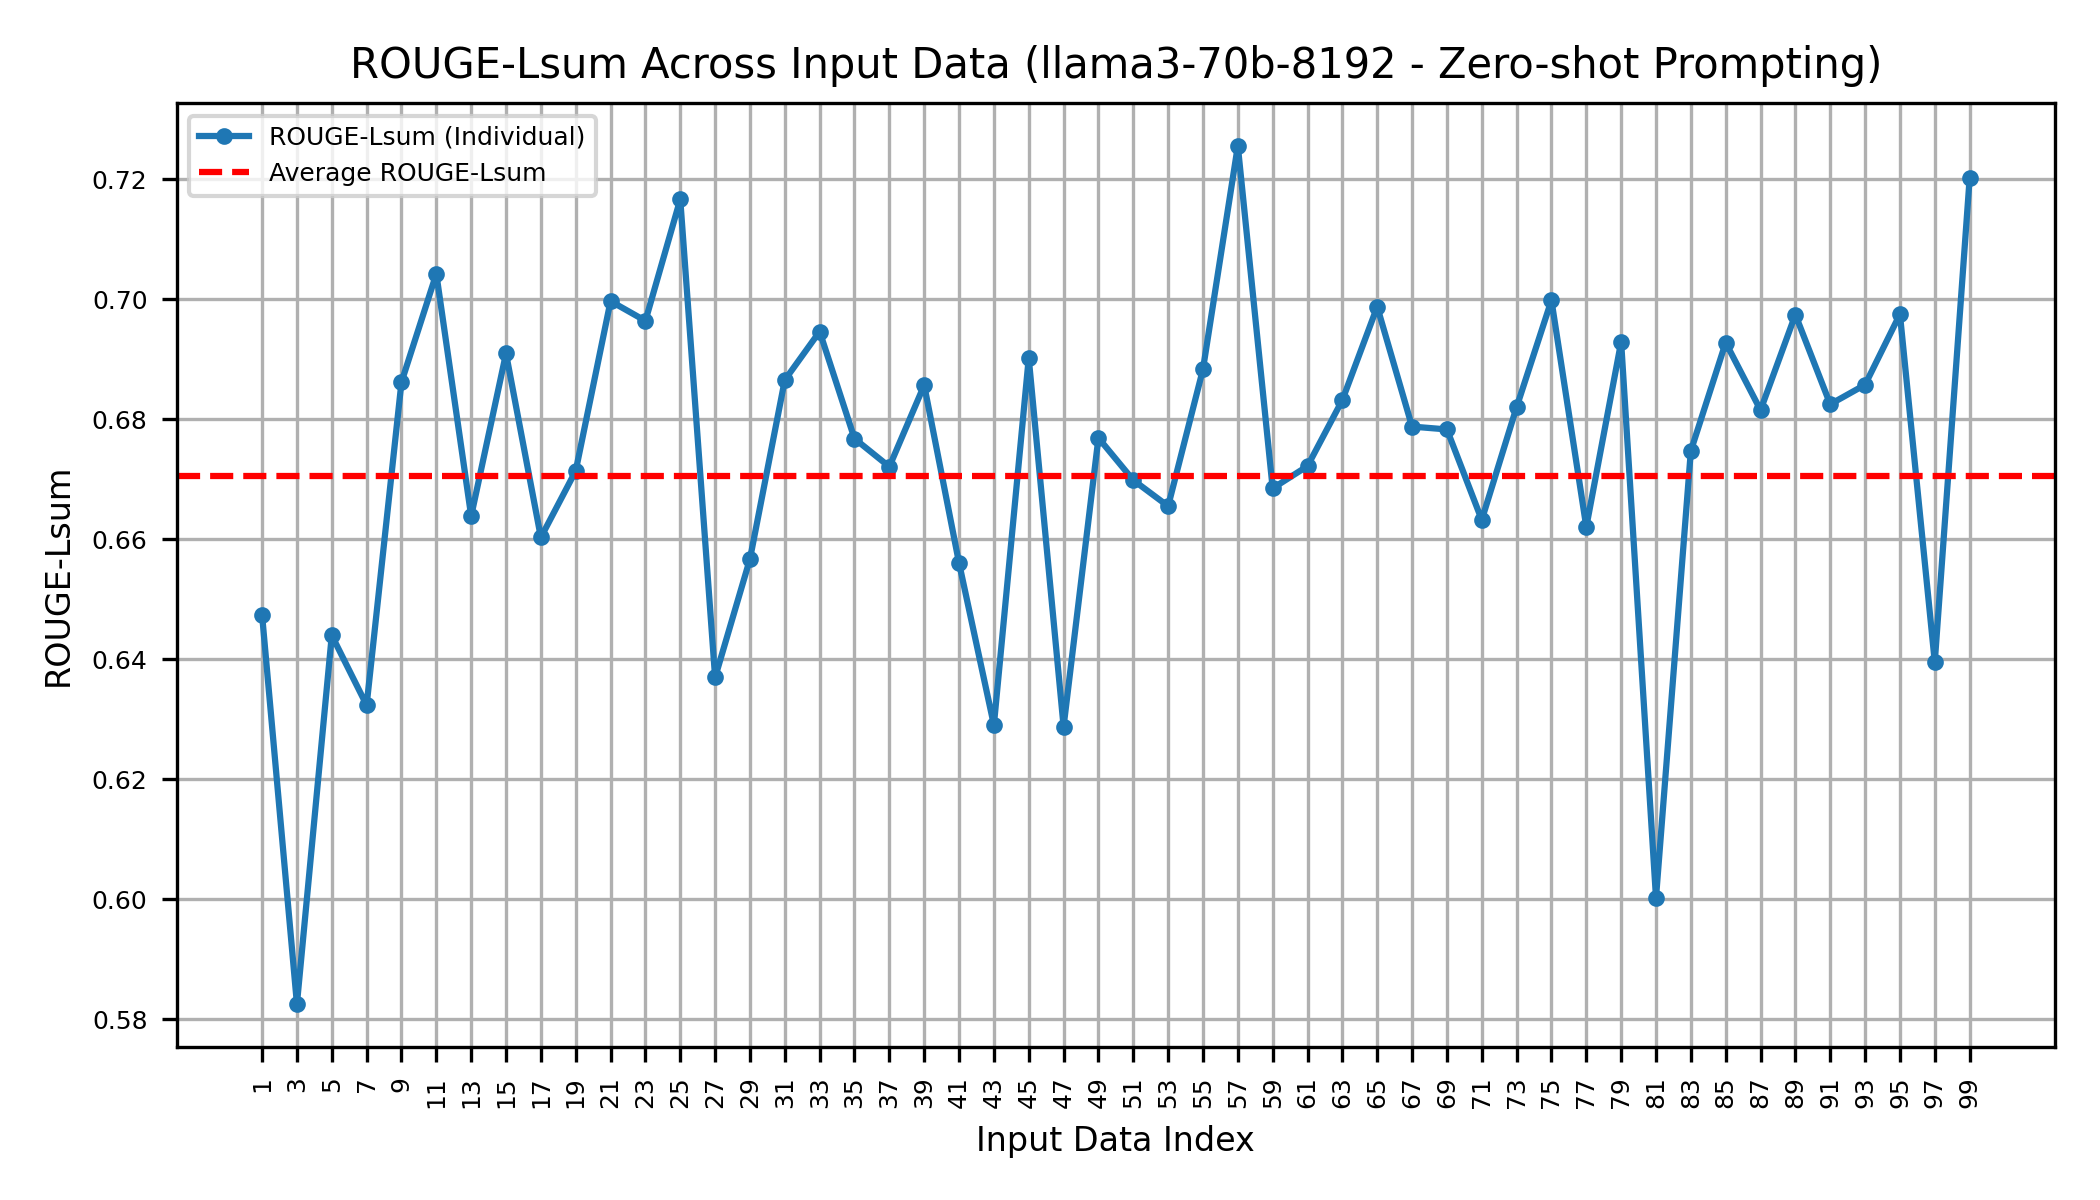 ROUGE-Lsum Across Input Data (llama3-70b-8192 - Zero-shot Prompting)
ROUGE-Lsum (Individual)
Average ROUGE-Lsum
ROUGE-Lsum
0.72
0.70
0.68
0.66
0.64
0.62
0.60
0.58
1 3 5 7 9 11 13 15 17 19 21 23 25 27 29 31 33 35 37 39 41 43 45 47 49 51 53 55 57 59 61 63 65 67 69 71 73 75 77 79 81 83 85 87 89 91 93 95 97 99
Input Data Index